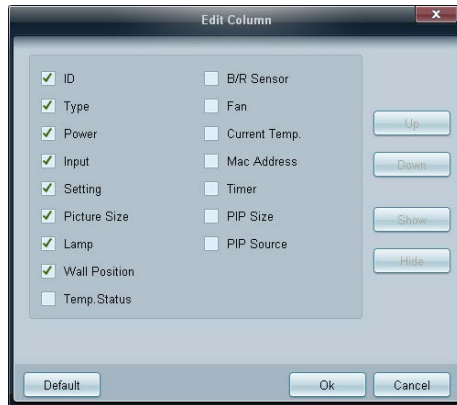 Edit Column
ID
Type
Power
Input
Setting
Picture Size
Lamp
Wall Position
Temp.Status
B/R Sensor
Fan
Current Temp.
Mac Address
Timer
PIP Size
PIP Source
Up
Down
Show
Hide
Default
Ok
Cancel